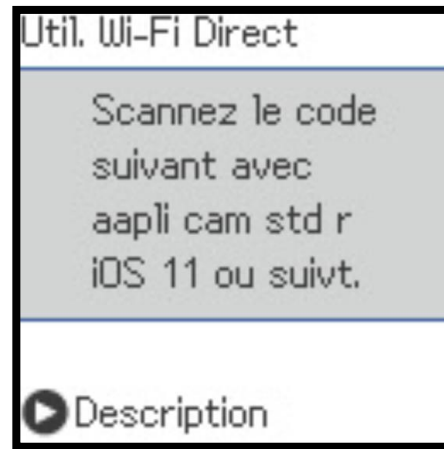 Util. Wi-Fi Direct
Scannez le code
suivant avec
aapli cam std r
iOS 11 ou suivt.
Description